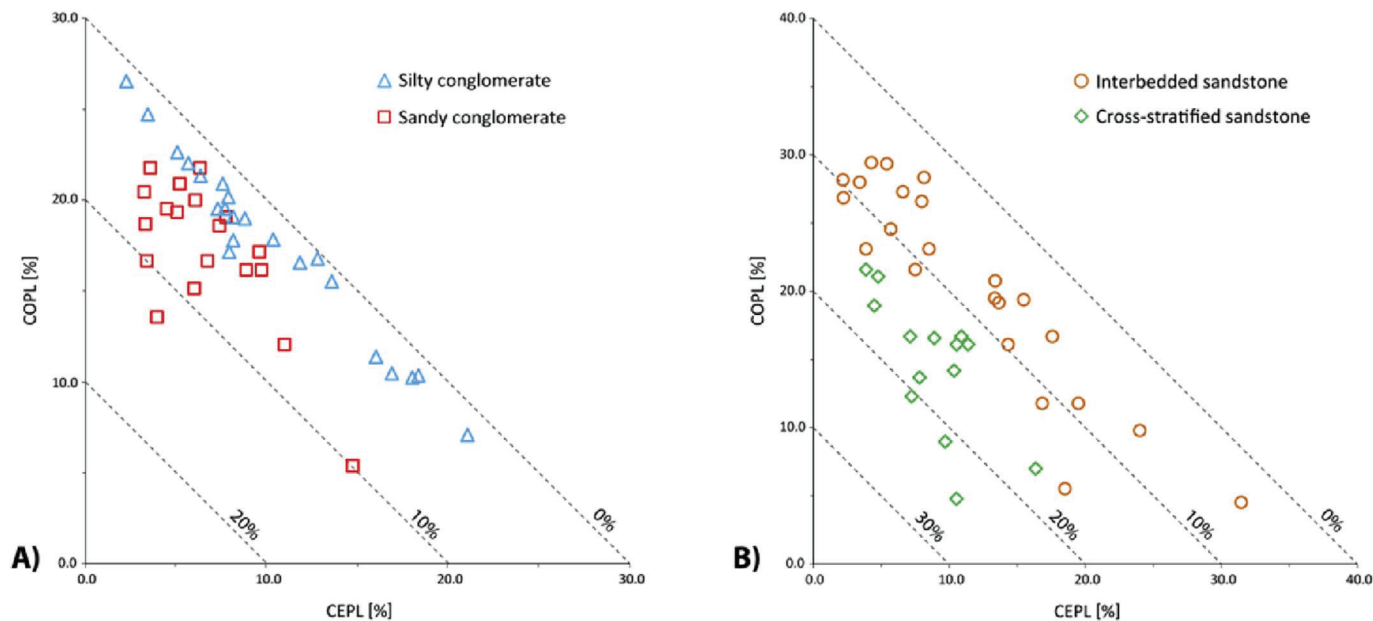 30.0
20.0
10.0
0.0
COPL [%]
Silty conglomerate
Sandy conglomerate
20%
10%
0%
0.0
10.0
20.0
30.0
CEPL [%]
A)
40.0
30.0
20.0
10.0
0.0
COPL [%]
Interbedded sandstone
Cross-stratified sandstone
30%
20%
10%
0%
0.0
10.0
20.0
30.0
40.0
CEPL [%]
B)